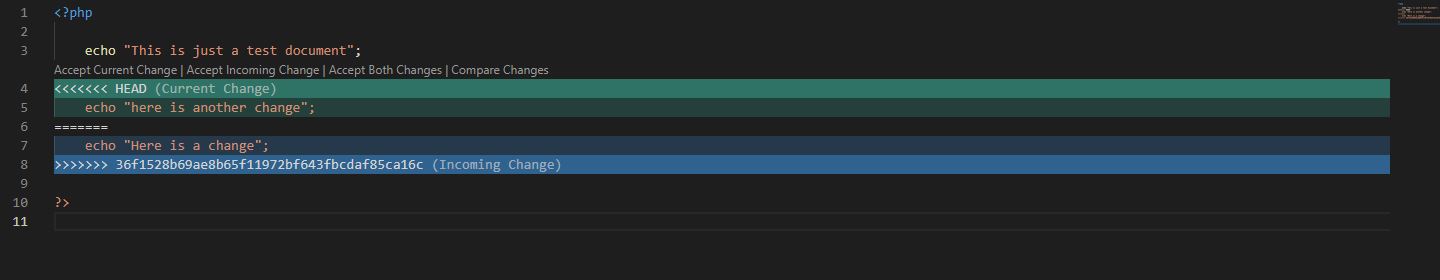 1 <?php
2
3 echo "This is just a test document";
Accept Current Change | Accept Incoming Change | Accept Both Changes | Compare Changes
4 <<<<<<< HEAD (Current Change)
5 echo "here is another change";
6 =======
7 echo "Here is a change";
8 >>>>>>> 36f1528b69ae8b65f11972bf643fbcdaf85ca16c (Incoming Change)
9
10 ?>
11